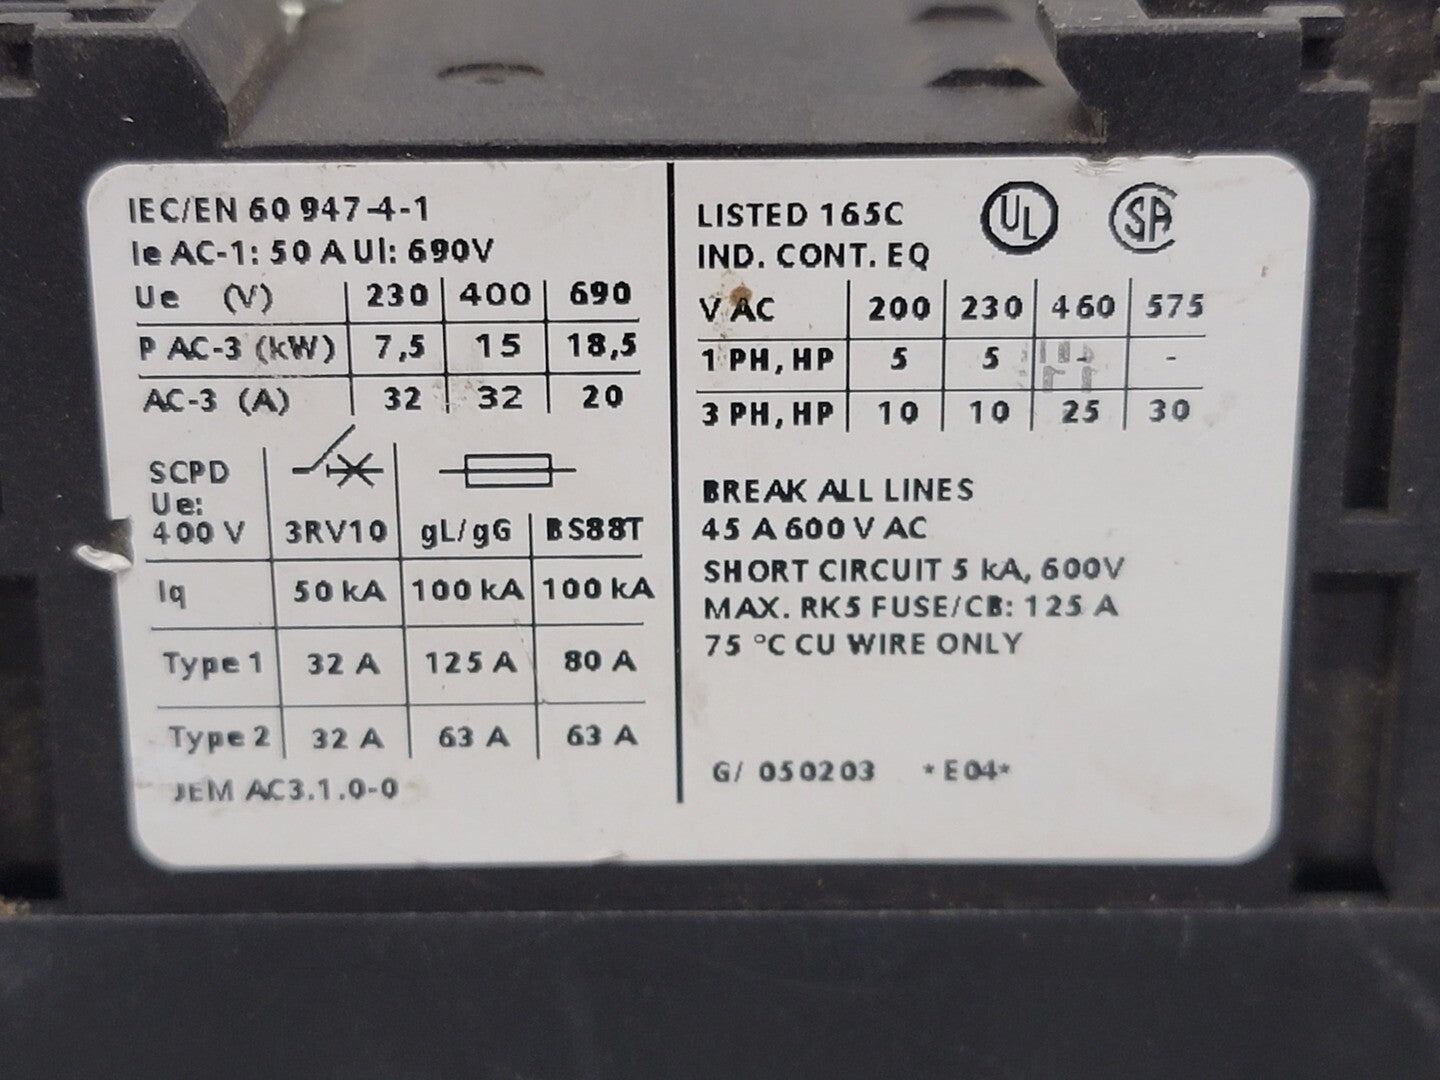 IEC/EN 60 947-4-1
Ie AC-1: 50 A UI: 690V
Ue (V) 230 400 690
P AC-3 (kW) 7,5 15 18,5
AC-3 (A) 32 32 20
SCPD
Ue:
400 V 3RV10 gL/gG BS88T
Iq 50 kA 100 kA 100 kA
Type 1 32 A 125 A 80 A
Type 2 32 A 63 A 63 A
JEM AC3.1.0-0
LISTED 165C UL SA
IND. CONT. EQ
V AC 200 230 460 575
1 PH, HP 5 5 - -
3 PH, HP 10 10 25 30
BREAK ALL LINES
45 A 600 V AC
SHORT CIRCUIT 5 kA, 600V
MAX. RK5 FUSE/CB: 125 A
75 °C CU WIRE ONLY
G/ 050203 *E04*